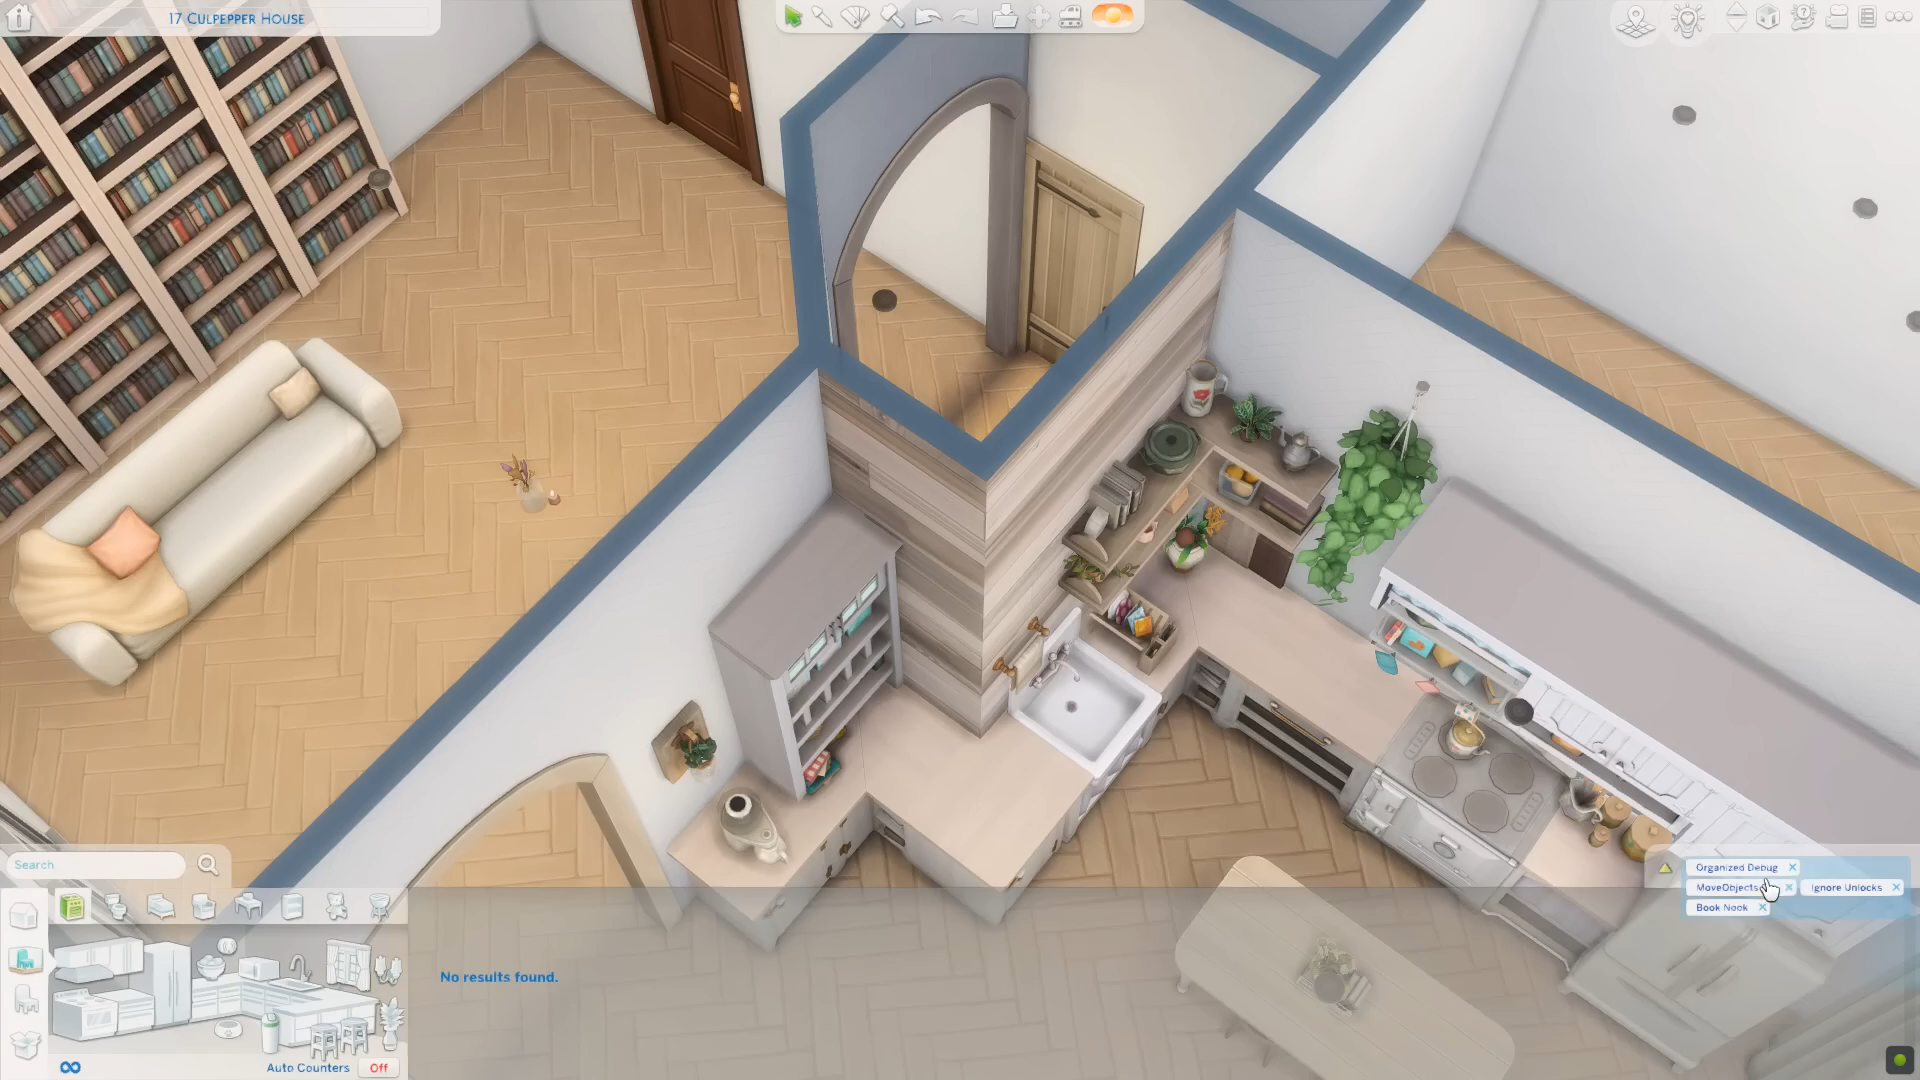 17 Culpepper House
Search
Organized Debug
MoveObjects
Ignore Unlocks
Book Nook
No results found.
Auto Counters Off